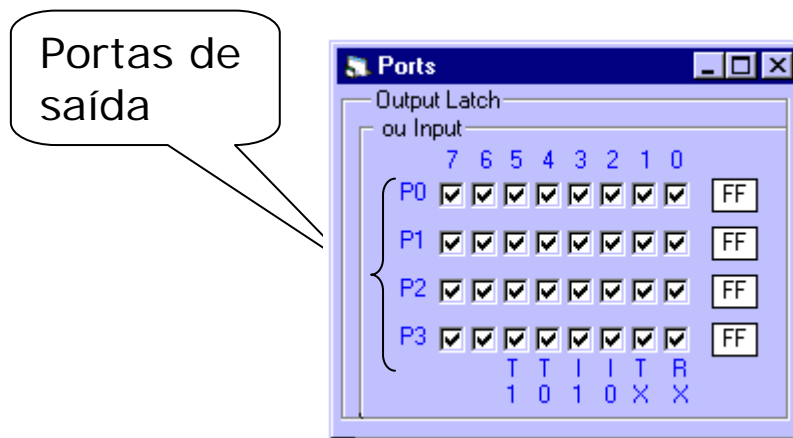 Portas de
saída
Ports
Output Latch
ou Input
7 6 5 4 3 2 1 0
P0 FF
P1 FF
P2 FF
P3 FF
T T I I T R
1 0 1 0 X X